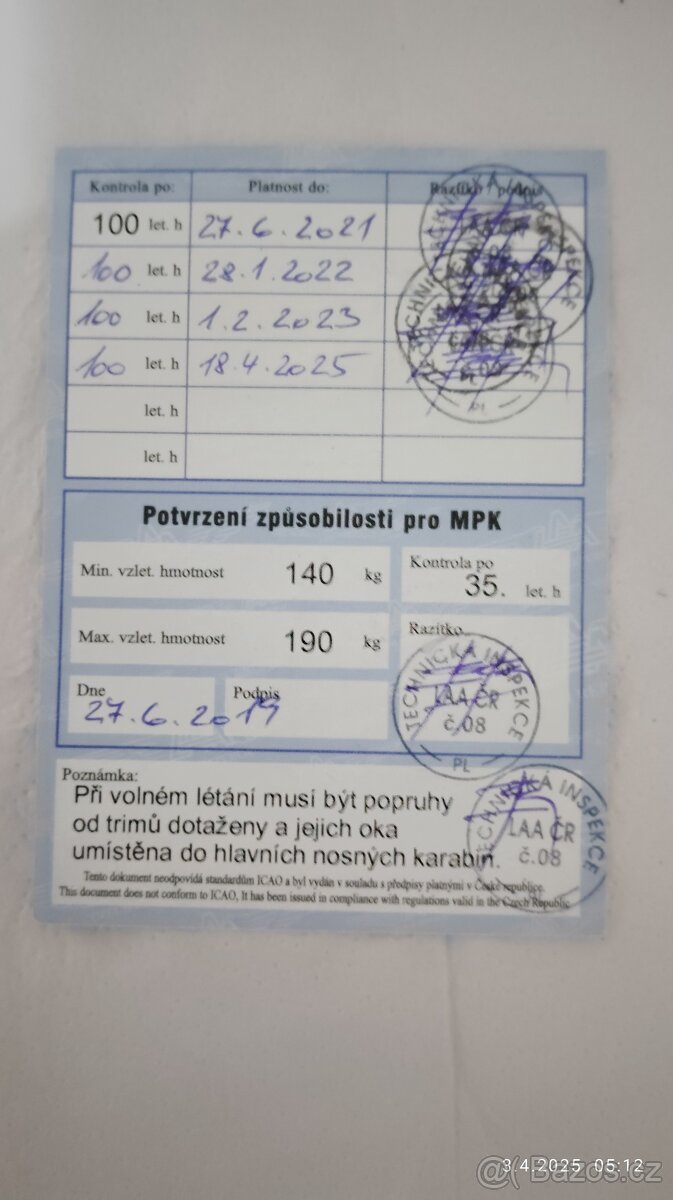 Kontrola po: Platnost do: Razítko / podpis
100 let. h 27.6.2021
100 let. h 28.1.2022
100 let. h 1.2.2023
100 let. h 18.4.2025
let. h
let. h
Potvrzení způsobilosti pro MPK
Min. vzlet. hmotnost 140 kg
Kontrola po
35. let. h
Max. vzlet. hmotnost 190 kg
Razítko
Dne Podpis
27.6.2019
TECHNICKÁ INSPEKCE
LAA ČR
č.08
PL
Poznámka:
Při volném létání musí být popruhy
od trimů dotaženy a jejich oka
umístěna do hlavních nosných karabin.
TECHNICKÁ INSPEKCE
LAA ČR
č.08
Tento dokument neodpovídá standardům ICAO a byl vydán v souladu s předpisy platnými v České republice.
This document does not conform to ICAO, It has been issued in compliance with regulations valid in the Czech Republic
3.4.2025 05:12
@ Bazos.cz